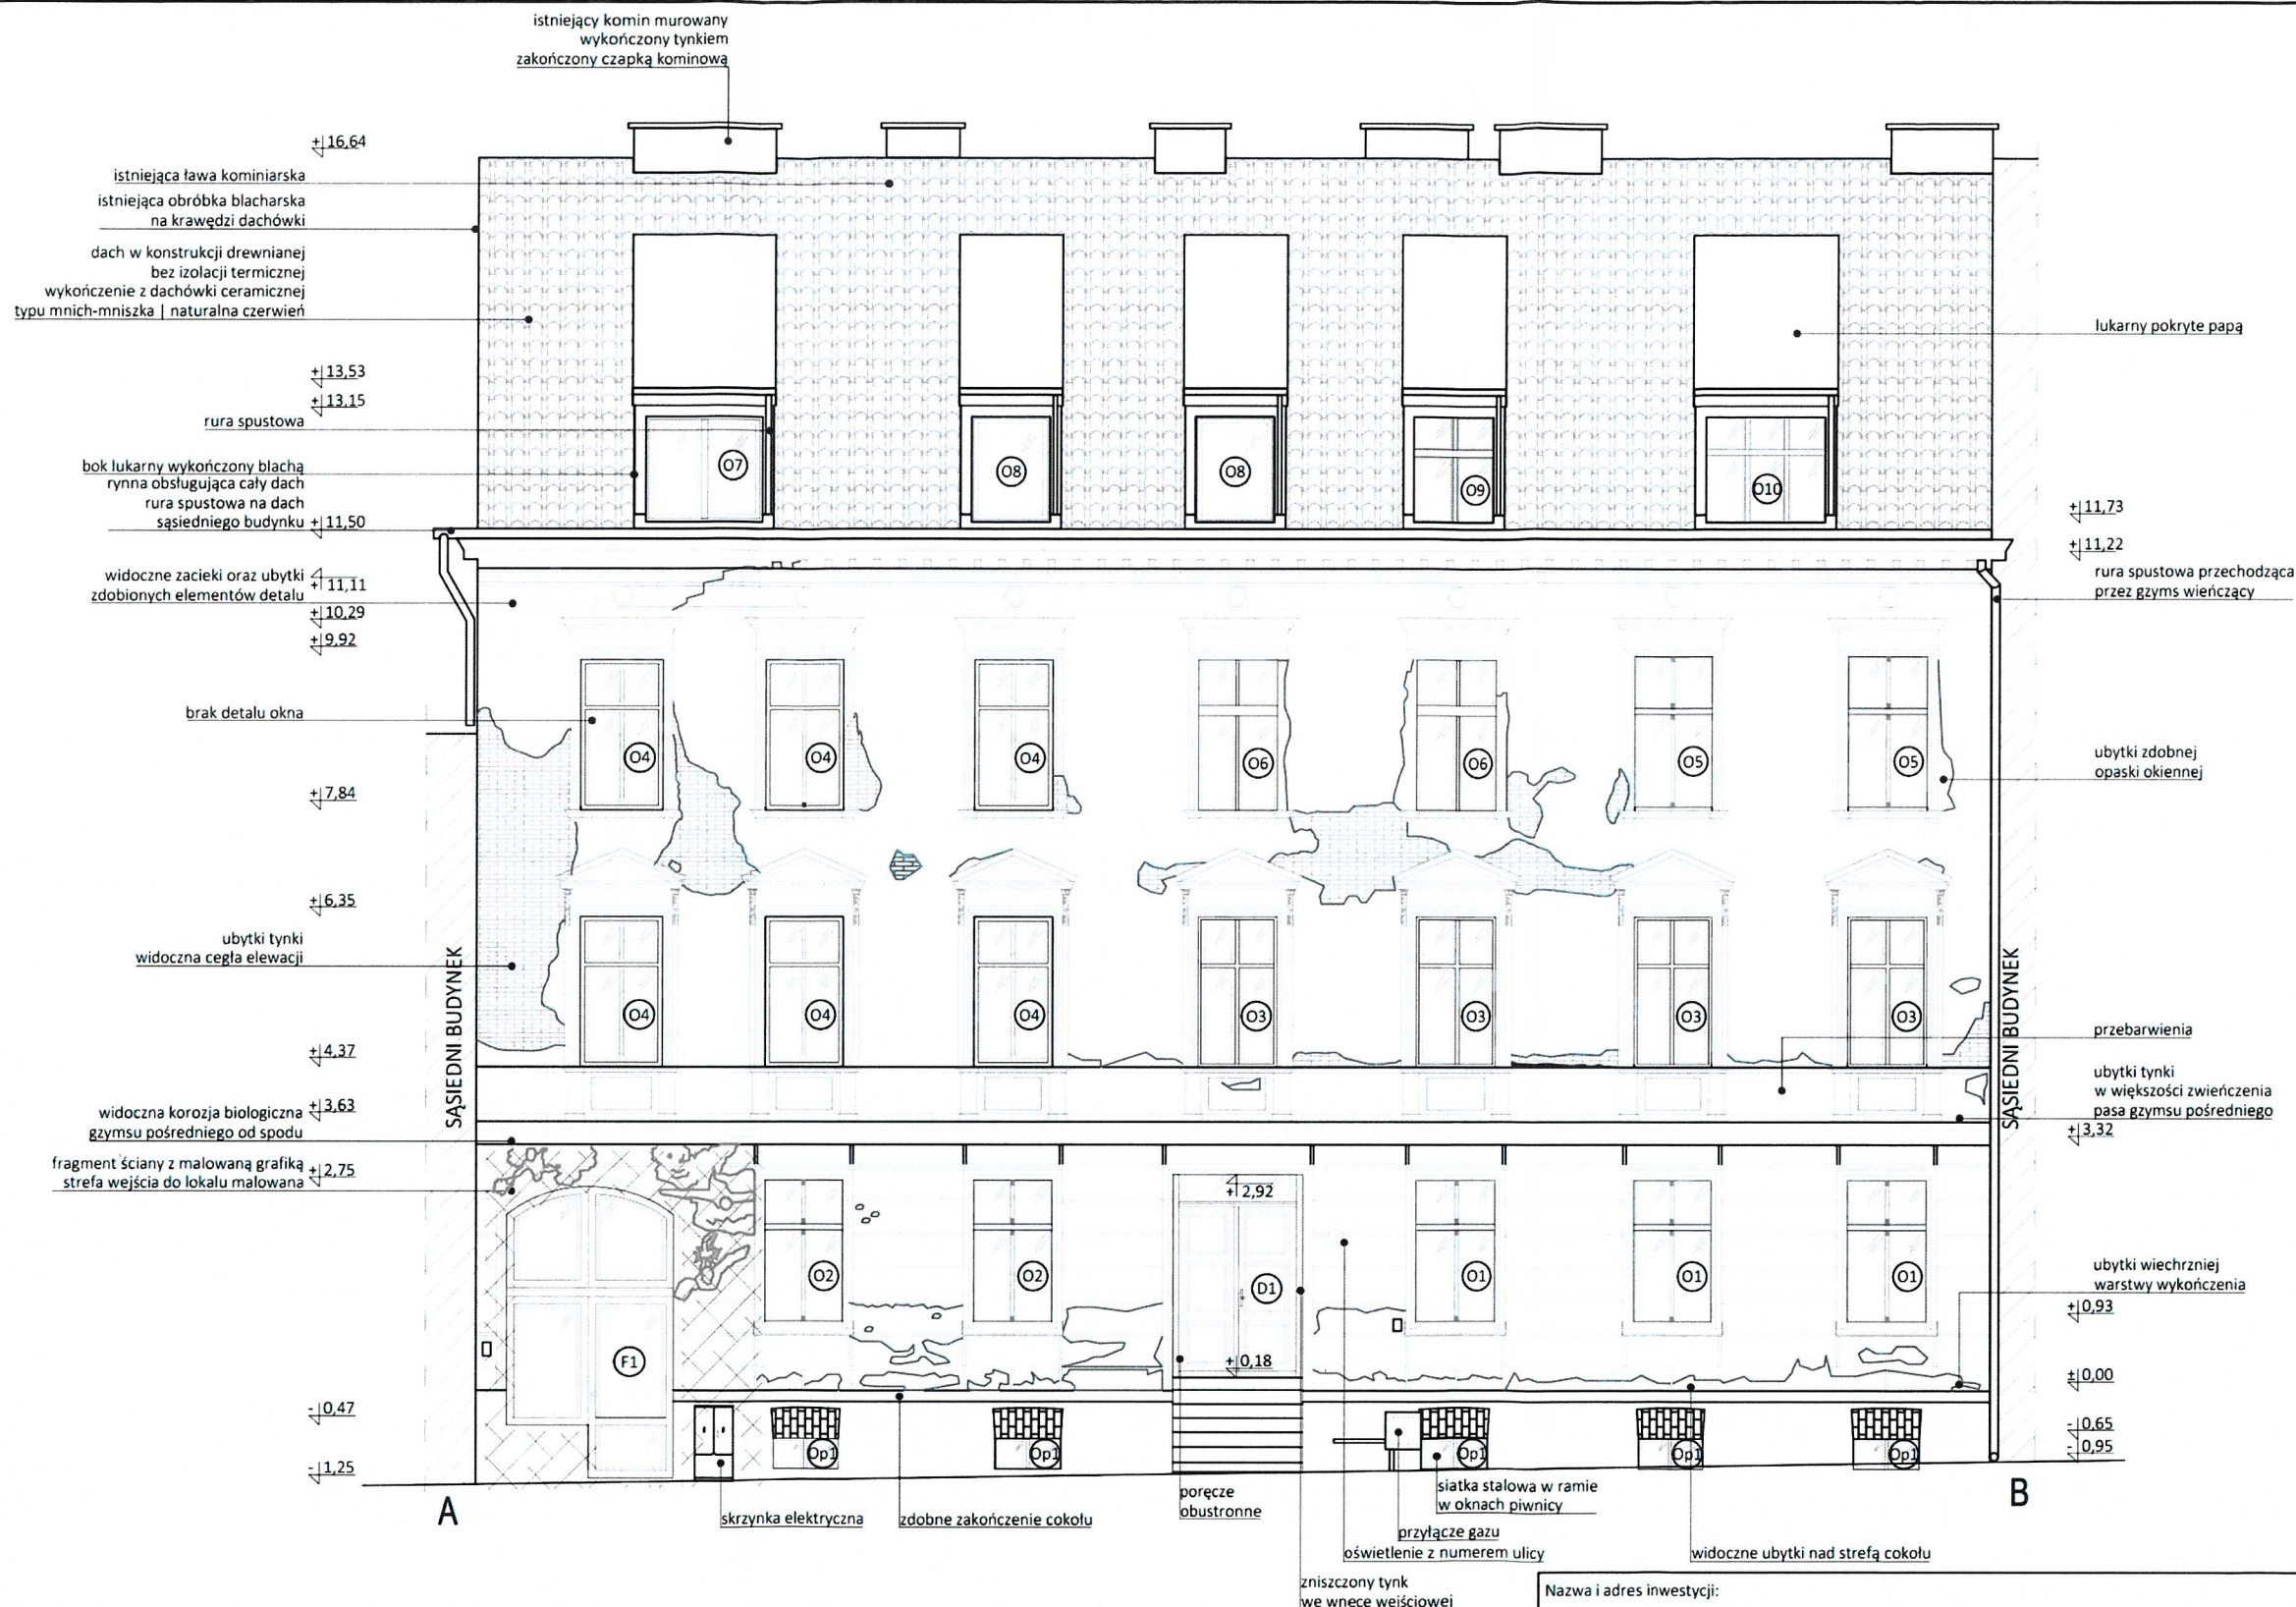 istniejący komin murowany
wykończony tynkiem
zakończony czapką kominową
+16,64
istniejąca ława kominiarska
istniejąca obróbka blacharska
na krawędzi dachówki
dach w konstrukcji drewnianej
bez izolacji termicznej
wykończenie z dachówki ceramicznej
typu mnich-mniszka | naturalna czerwień
lukarny pokryte papą
+13,53
+13,15
rura spustowa
bok lukarny wykończony blachą
rynna obsługująca cały dach
rura spustowa na dach
sąsiedniego budynku
+11,50
O7
O8
O8
O9
O10
+11,73
+11,22
rura spustowa przechodząca
przez gzyms wieńczący
widoczne zacieki oraz ubytki
zdobionych elementów detalu
+11,11
+10,29
+9,92
brak detalu okna
O4
O4
O4
O6
O6
O5
O5
ubytki zdobnej
opaski okiennej
+7,84
+6,35
ubytki tynki
widoczna cegła elewacji
SĄSIEDNI BUDYNEK
O4
O4
O4
O3
O3
O3
O3
SĄSIEDNI BUDYNEK
przebarwienia
+4,37
ubytki tynki
w większości zwieńczenia
pasa gzymsu pośredniego
+3,63
+3,32
widoczna korozja biologiczna
gzymsu pośredniego od spodu
fragment ściany z malowaną grafiką
strefa wejścia do lokalu malowana
+2,75
+2,92
O2
O2
D1
O1
O1
O1
ubytki wiechrzniej
warstwy wykończenia
+0,93
F1
+0,18
±0,00
-0,47
-0,65
-0,95
-1,25
Op1
Op1
Op1
Op1
Op1
A
B
skrzynka elektryczna
zdobne zakończenie cokołu
poręcze
obustronne
siatka stalowa w ramie
w oknach piwnicy
przyłącze gazu
oświetlenie z numerem ulicy
widoczne ubytki nad strefą cokołu
zniszczony tynk
we wnęce wejściowej
Nazwa i adres inwestycji: